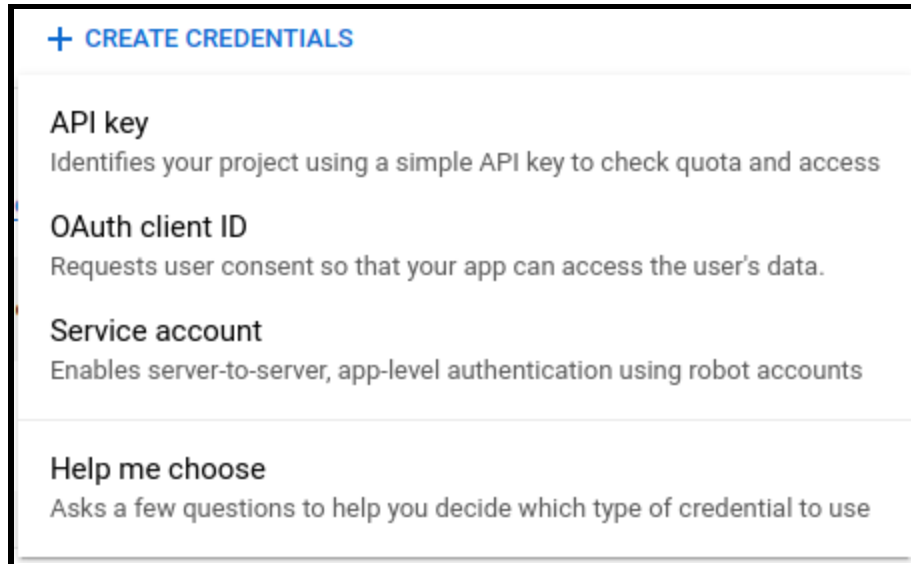 + CREATE CREDENTIALS
API key
Identifies your project using a simple API key to check quota and access
OAuth client ID
Requests user consent so that your app can access the user's data.
Service account
Enables server-to-server, app-level authentication using robot accounts
Help me choose
Asks a few questions to help you decide which type of credential to use